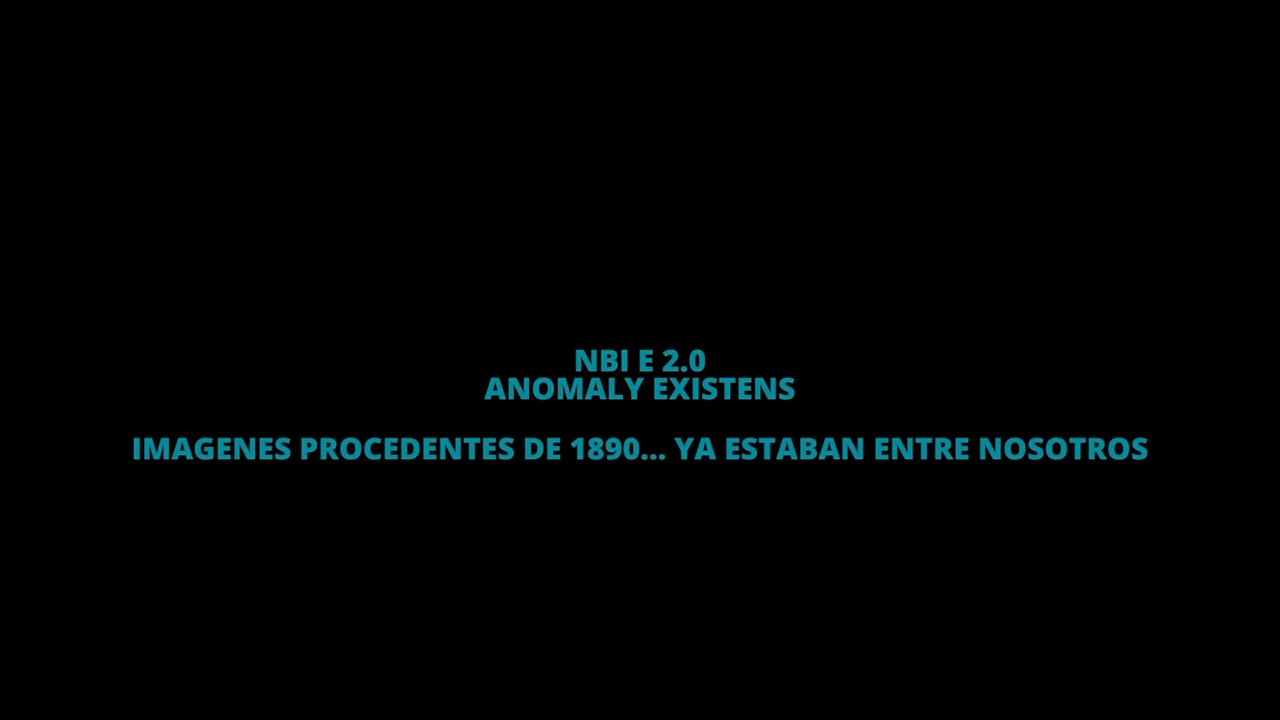 NBI E 2.0
ANOMALY EXISTENS
IMAGENES PROCEDENTES DE 1890... YA ESTABAN ENTRE NOSOTROS